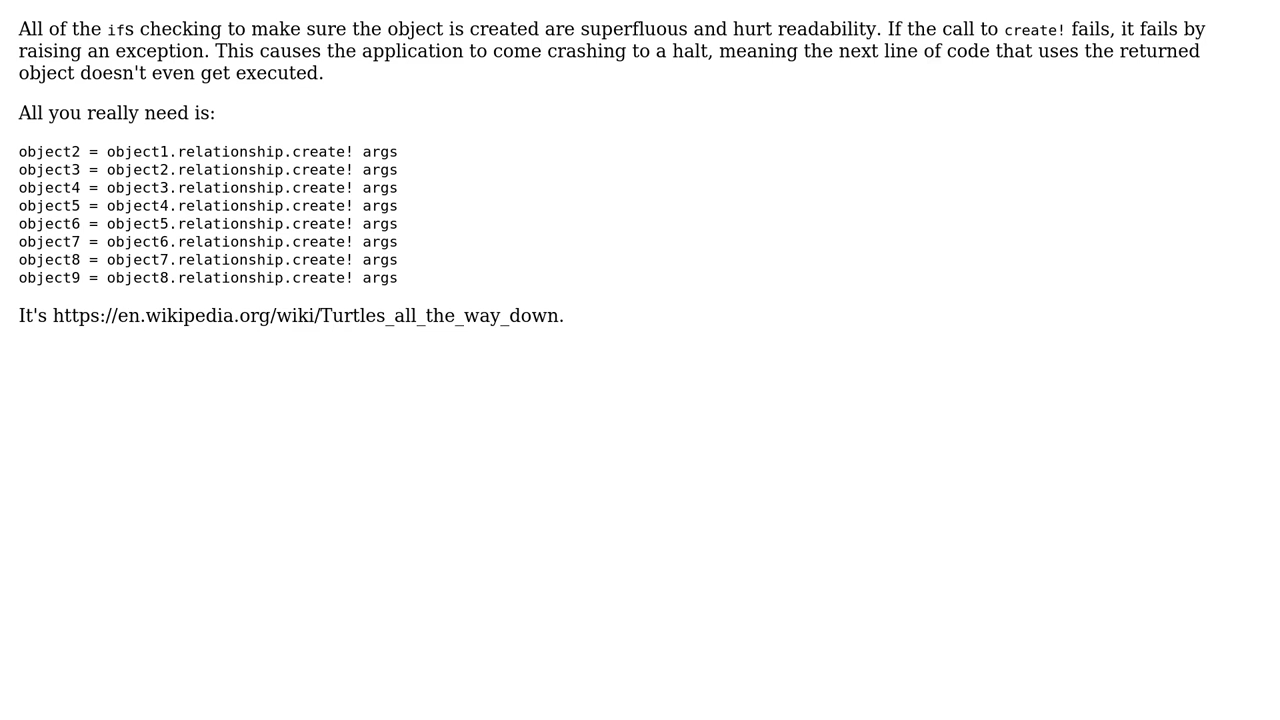 All of the ifs checking to make sure the object is created are superfluous and hurt readability. If the call to create! fails, it fails by
raising an exception. This causes the application to come crashing to a halt, meaning the next line of code that uses the returned
object doesn't even get executed.
All you really need is:
object2 = object1.relationship.create! args
object3 = object2.relationship.create! args
object4 = object3.relationship.create! args
object5 = object4.relationship.create! args
object6 = object5.relationship.create! args
object7 = object6.relationship.create! args
object8 = object7.relationship.create! args
object9 = object8.relationship.create! args
It's https://en.wikipedia.org/wiki/Turtles_all_the_way_down.